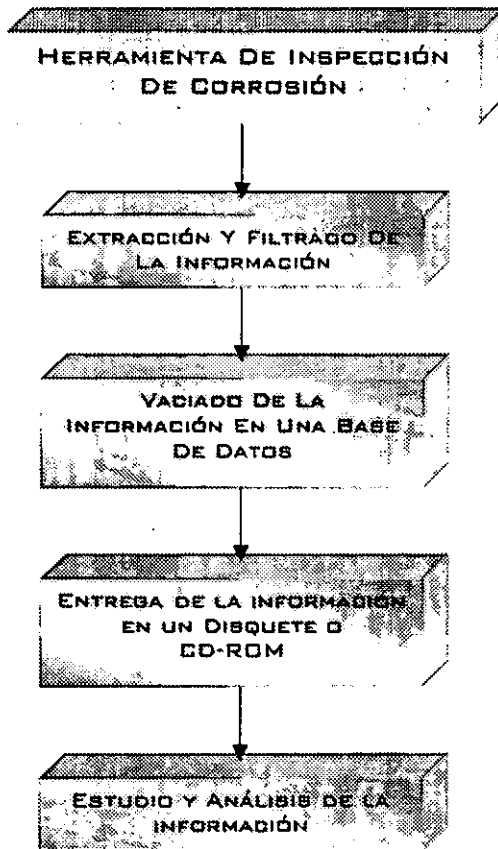 HERRAMIENTA DE INSPECCIÓN
DE CORROSIÓN
EXTRACCIÓN Y FILTRADO DE
LA INFORMACIÓN
VACIADO DE LA
INFORMACIÓN EN UNA BASE
DE DATOS
ENTREGA DE LA INFORMACIÓN
EN UN DISQUETE O
CD-ROM
ESTUDIO Y ANÁLISIS DE LA
INFORMACIÓN